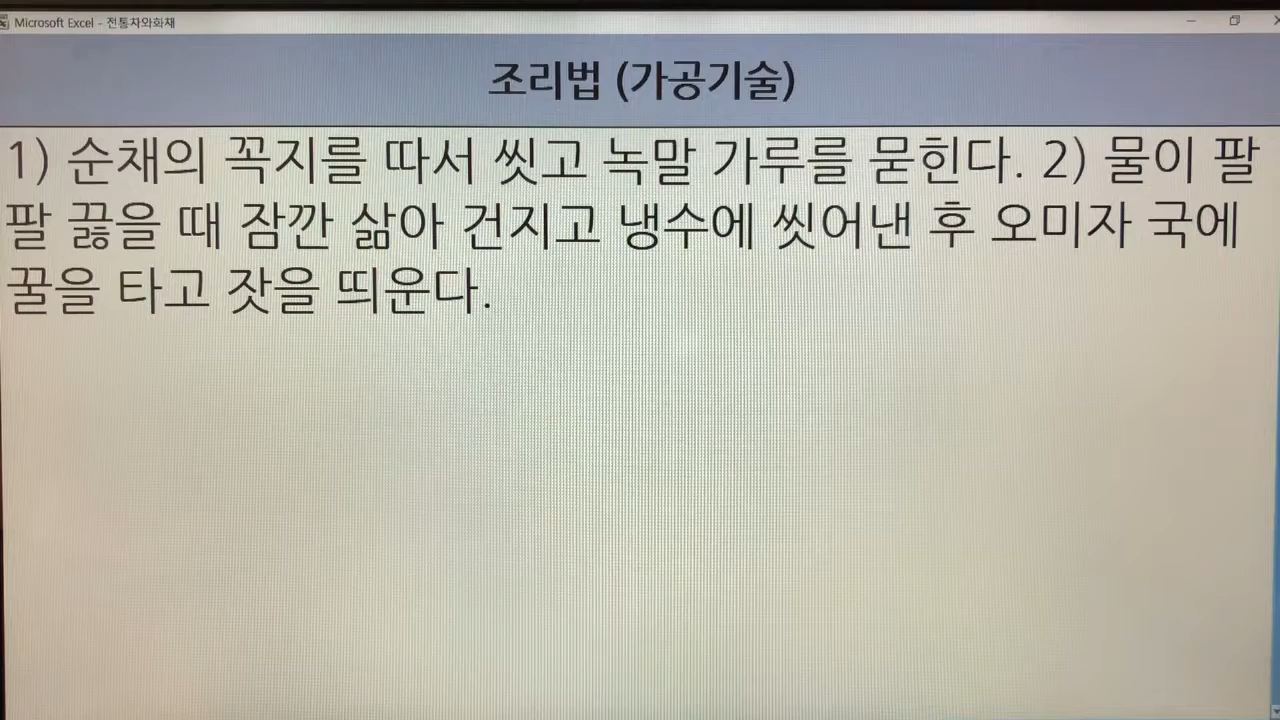 Microsoft Excel - 전통차와화채
조리법 (가공기술)
1) 순채의 꼭지를 따서 씻고 녹말 가루를 묻힌다. 2) 물이 팔
팔 끓을 때 잠깐 삶아 건지고 냉수에 씻어낸 후 오미자 국에
꿀을 타고 잣을 띄운다.